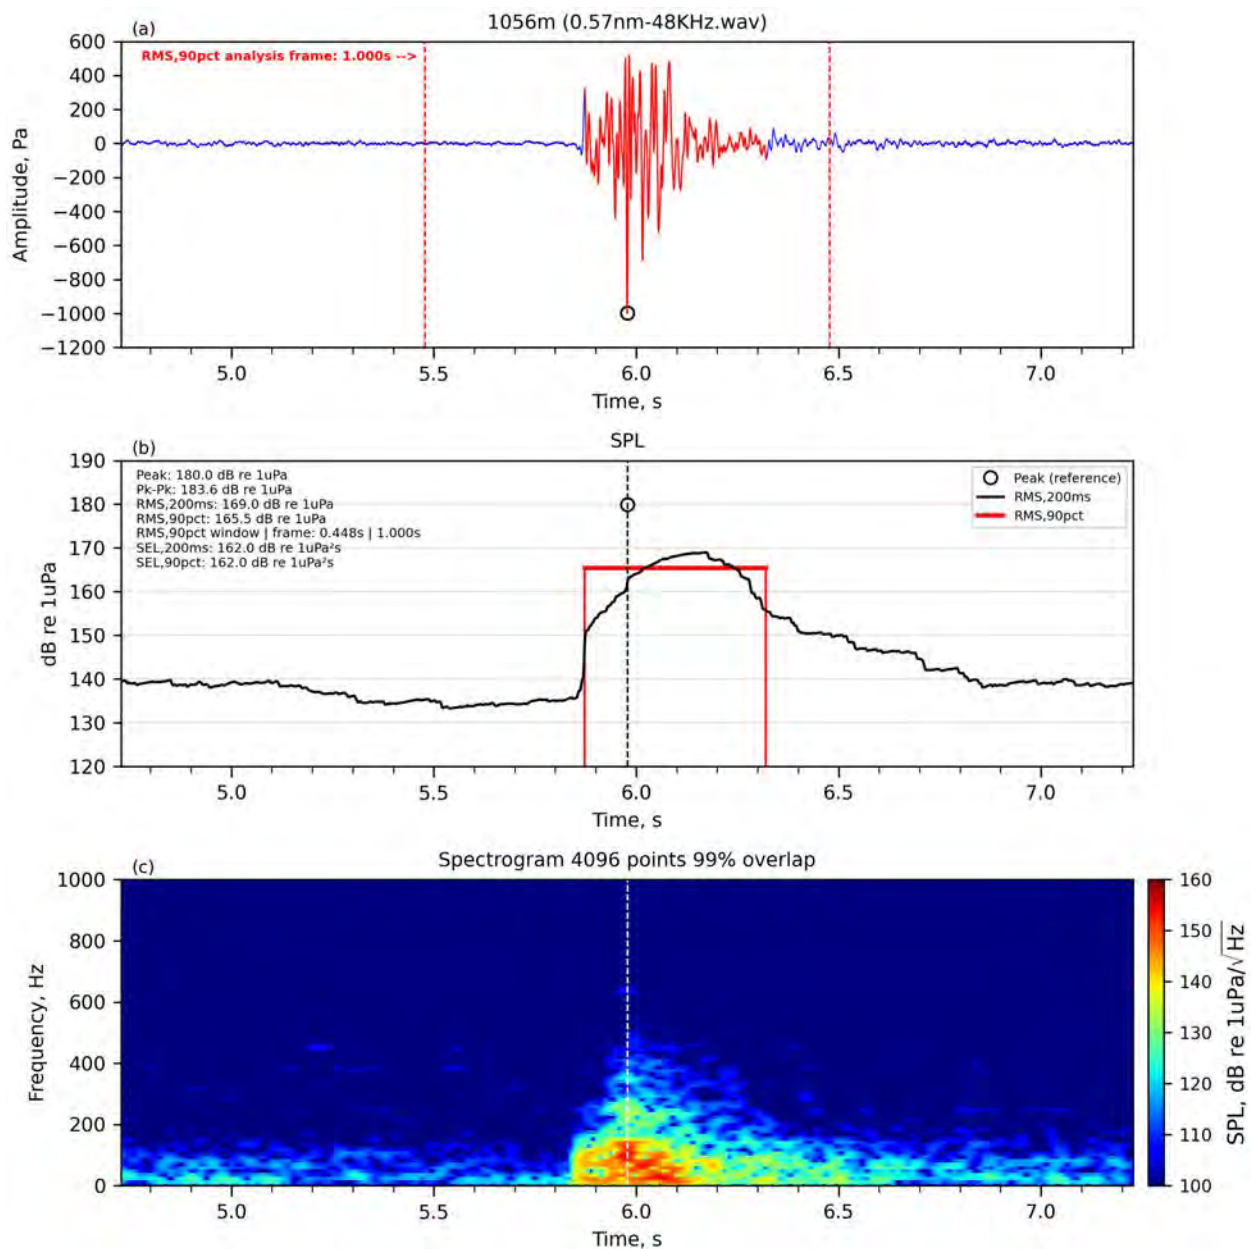 (a)
1056m (0.57nm-48KHz.wav)
RMS,90pct analysis frame: 1.000s -->
600
400
200
0
−200
−400
−600
−800
−1000
−1200
Amplitude, Pa
5.0 5.5 6.0 6.5 7.0
Time, s
(b)
SPL
Peak: 180.0 dB re 1uPa
Pk-Pk: 183.6 dB re 1uPa
RMS,200ms: 169.0 dB re 1uPa
RMS,90pct: 165.5 dB re 1uPa
RMS,90pct window | frame: 0.448s | 1.000s
SEL,200ms: 162.0 dB re 1uPa²s
SEL,90pct: 162.0 dB re 1uPa²s
Peak (reference)
RMS,200ms
RMS,90pct
190
180
170
160
150
140
130
120
dB re 1uPa
5.0 5.5 6.0 6.5 7.0
Time, s
(c)
Spectrogram 4096 points 99% overlap
1000
800
600
400
200
0
Frequency, Hz
5.0 5.5 6.0 6.5 7.0
Time, s
160
150
140
130
120
110
100
SPL, dB re 1uPa/√Hz